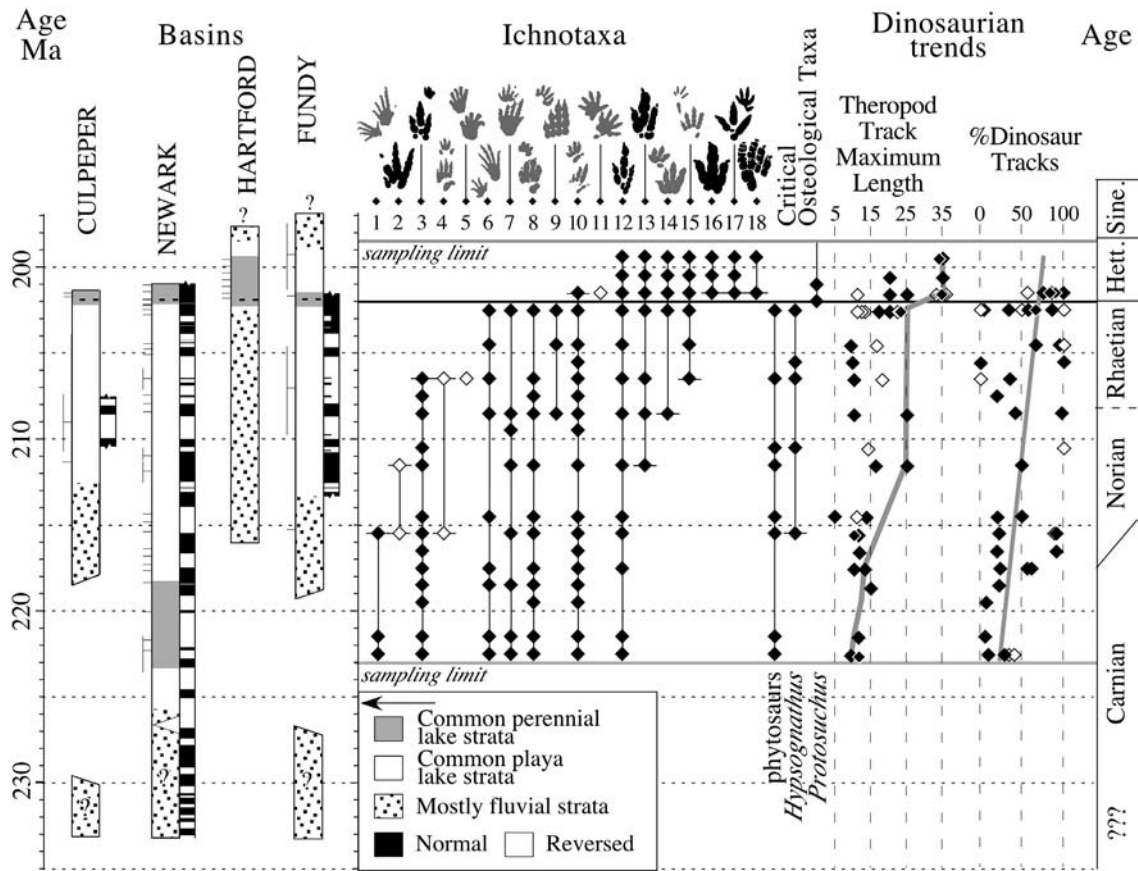 Age
Ma
Basins
Ichnotaxa
Dinosaurian
trends
Age
CULPEPER
NEWARK
HARTFORD
FUNDY
Critical
Osteological Taxa
Theropod
Track
Maximum
Length
%Dinosaur
Tracks
? ?
1 2 3 4 5 6 7 8 9 10 11 12 13 14 15 16 17 18
5 15 25 35 0 50 100
Sine.
sampling limit
200
Hett.
Rhaetian
210
Norian
220
sampling limit
Carnian
phytosaurs
Hypsognathus
Protosuchus
Common perennial
lake strata
Common playa
lake strata
Mostly fluvial strata
Normal Reversed
230
? ? ?
???